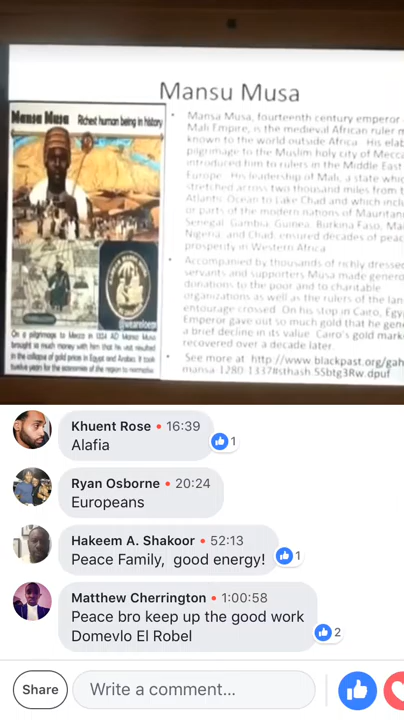 Mansu Musa
Mansa Musa Richest human being in history
@weareloegp
On a pilgrimage to Mecca in 1324 AD Mansa Musa
brought so much money with him that his visit resulted
in the collapse of gold prices in Egypt and Arabia. It took
twelve years for the economies of the region to normalize
• Mansa Musa, fourteenth century emperor
Mali Empire, is the medieval African ruler m
known to the world outside Africa. His elab
pilgrimage to the Muslim holy city of Mecca
introduced him to rulers in the Middle East
Europe. His leadership of Mali, a state whic
stretched across two thousand miles from t
Atlantic Ocean to Lake Chad and which inclu
or parts of the modern nations of Mauritan
Senegal, Gambia, Guinea, Burkina Faso, Ma
Nigeria, and Chad, ensured decades of peac
prosperity in Western Africa.
• Accompanied by thousands of richly dresse
servants and supporters Musa made genero
donations to the poor and to charitable
organizations as well as the rulers of the lan
entourage crossed. On his stop in Cairo, Egy
Emperor gave out so much gold that he gen
a brief decline in its value. Cairo's gold mark
recovered over a decade later.
• See more at: http://www.blackpast.org/gah
mansa-1280-1337#sthash.S5btg3Rw.dpuf
Khuent Rose • 16:39
Alafia
1
Ryan Osborne • 20:24
Europeans
Hakeem A. Shakoor • 52:13
Peace Family, good energy!
1
Matthew Cherrington • 1:00:58
Peace bro keep up the good work
Domevlo El Robel
2
Share
Write a comment...